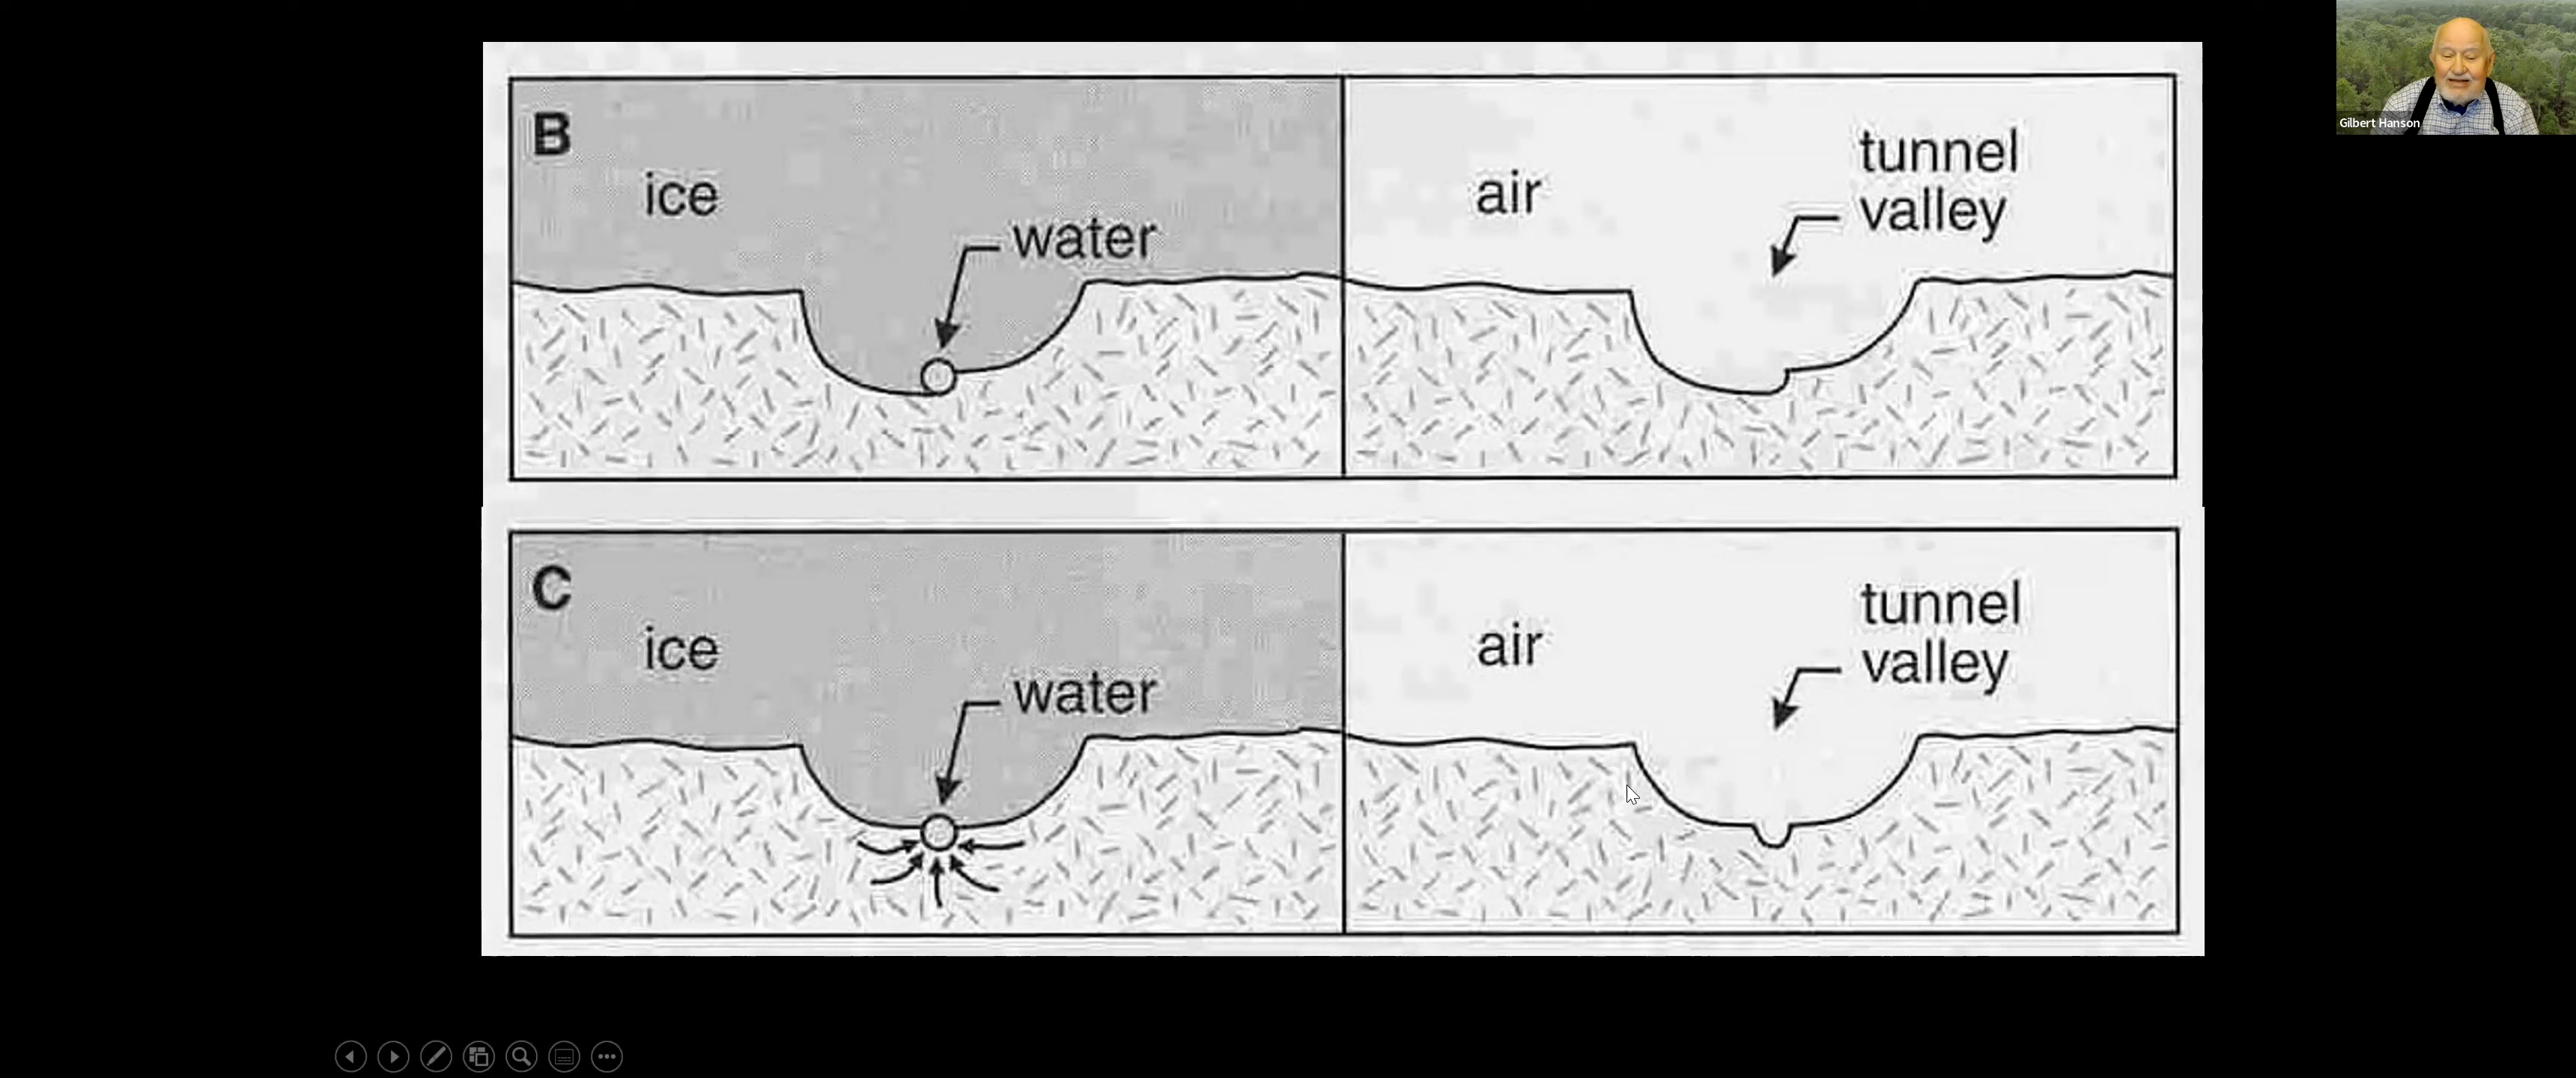 B
ice
water
air
tunnel
valley
C
ice
water
air
tunnel
valley
Gilbert Hanson